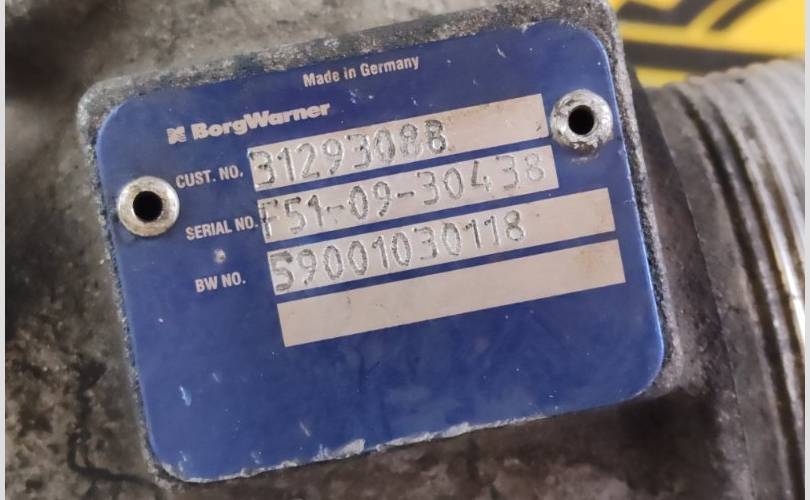 Made in Germany
BorgWarner
CUST. NO. 31293088
SERIAL NO. F51-09-30438
BW NO. 59001030118